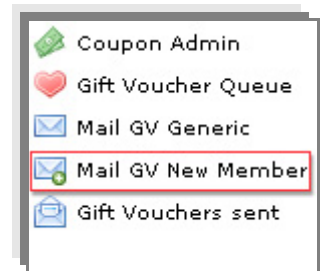 Coupon Admin
Gift Voucher Queue
Mail GV Generic
Mail GV New Member
Gift Vouchers sent